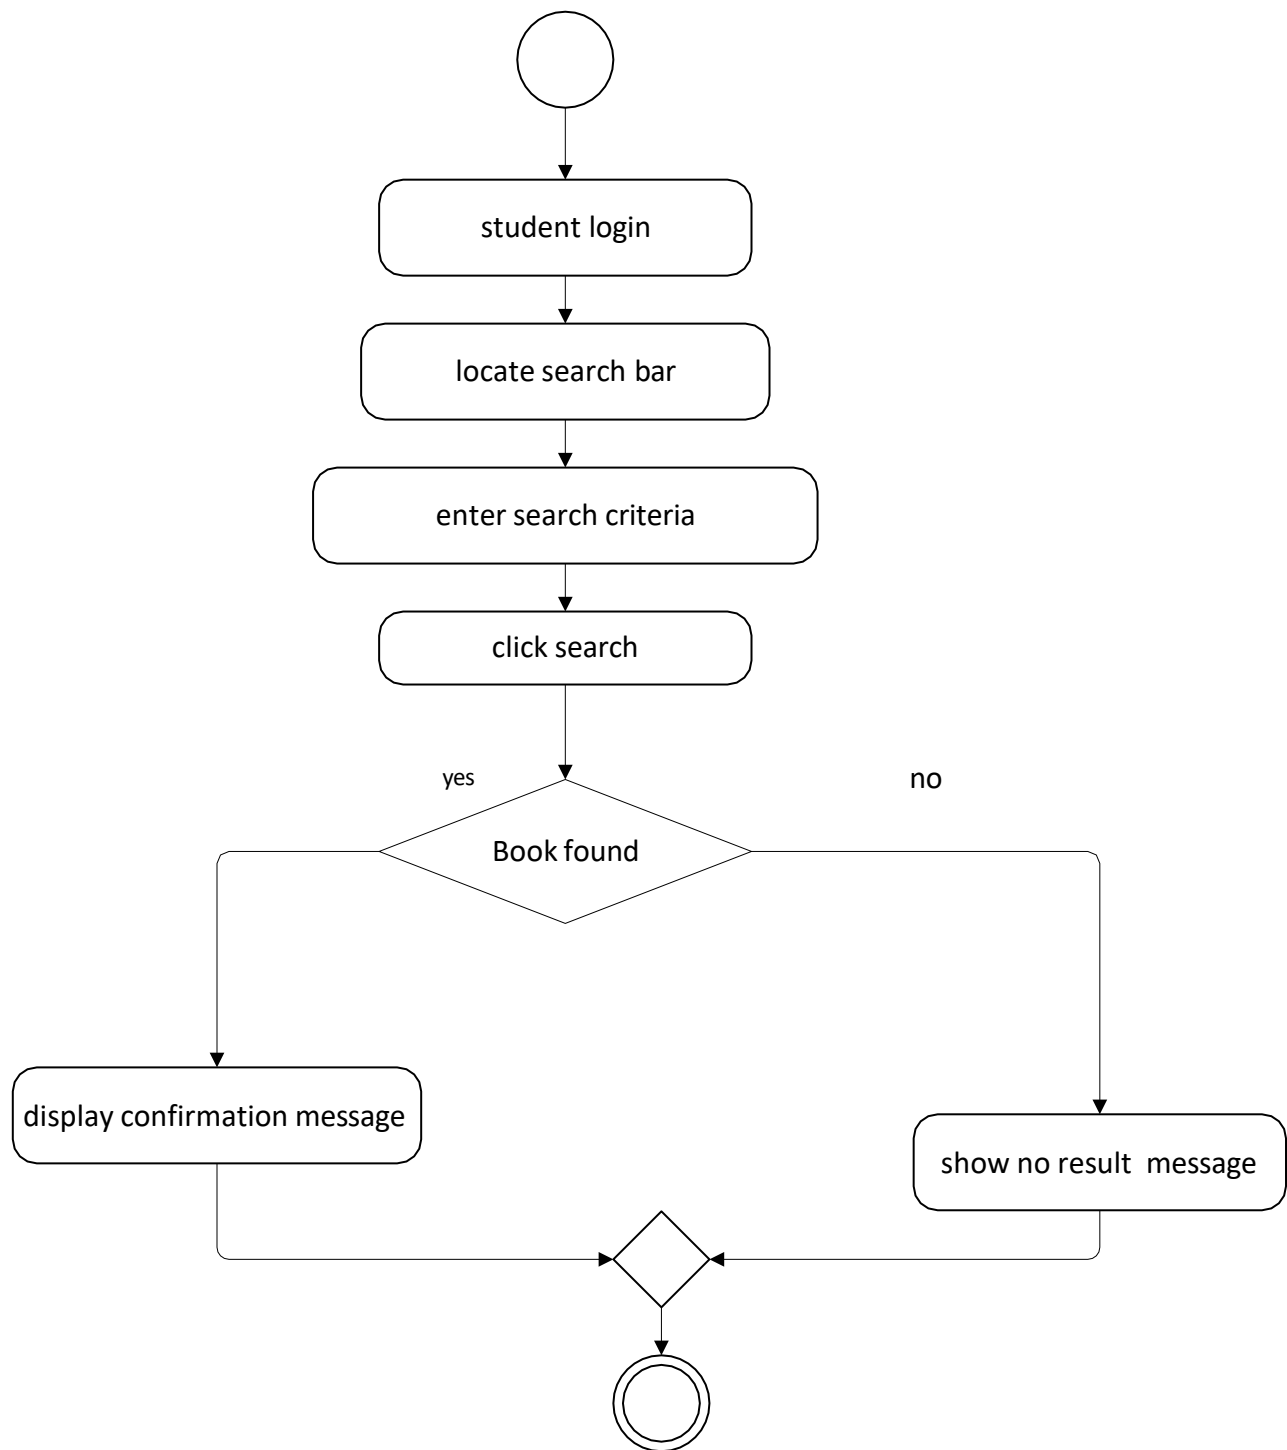 student login
locate search bar
enter search criteria
click search
yes
no
Book found
display confirmation message
show no result  message